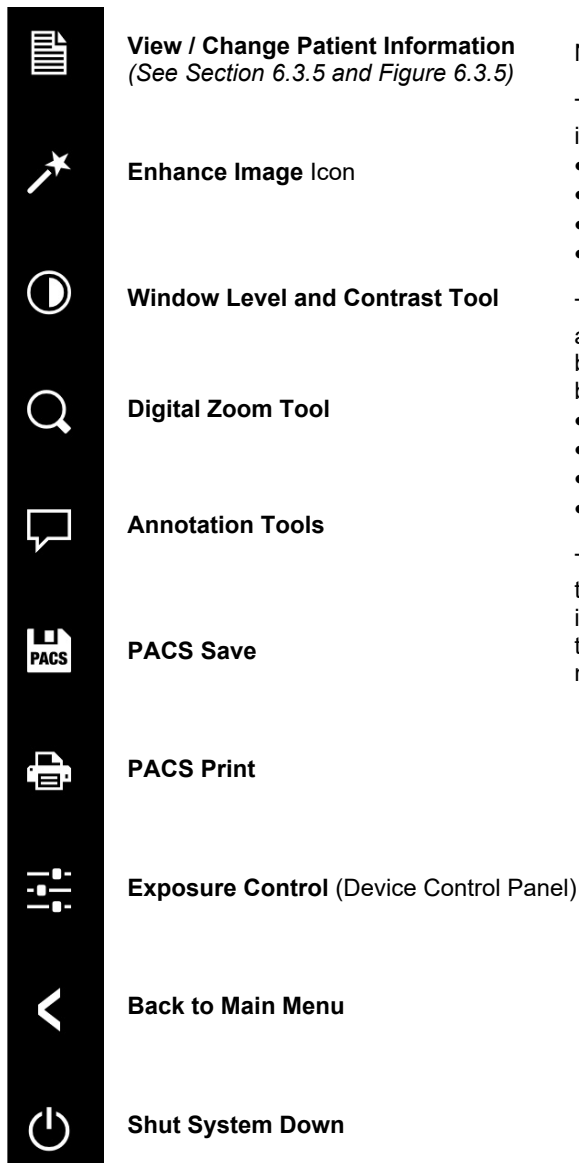 View / Change Patient Information
(See Section 6.3.5 and Figure 6.3.5)
Enhance Image Icon
Window Level and Contrast Tool
Digital Zoom Tool
Annotation Tools
PACS
PACS Save
PACS Print
Exposure Control (Device Control Panel)
Back to Main Menu
Shut System Down